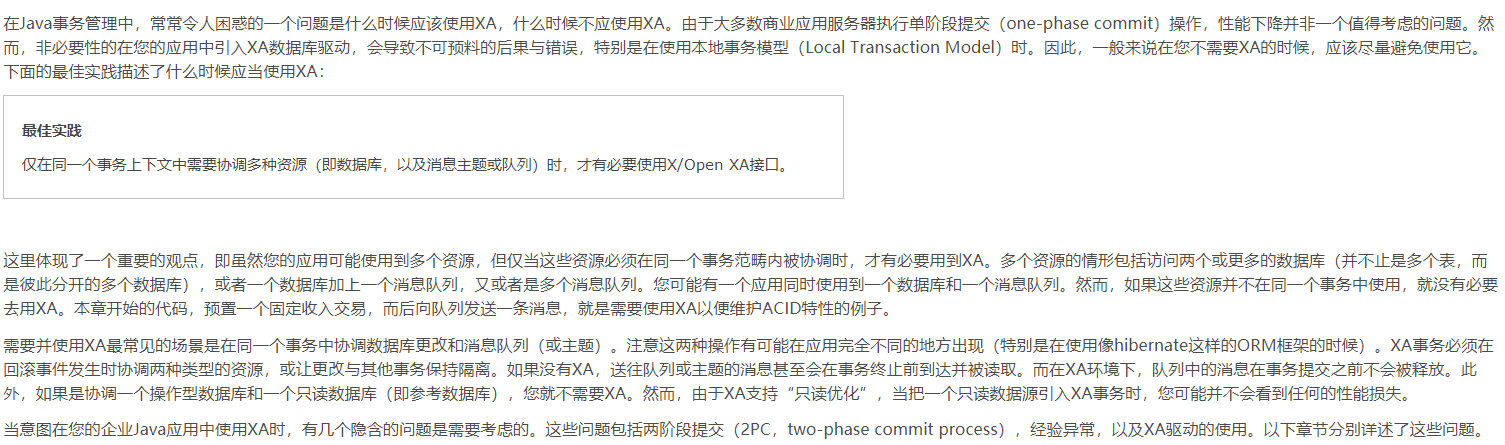 在Java事务管理中，常常令人困惑的一个问题是什么时候应该使用XA，什么时候不应使用XA。由于大多数商业应用服务器执行单阶段提交（one-phase commit）操作，性能下降并非一个值得考虑的问题。然
而，非必要性的在您的应用中引入XA数据库驱动，会导致不可预料的后果与错误，特别是在使用本地事务模型（Local Transaction Model）时。因此，一般来说在您不需要XA的时候，应该尽量避免使用它。
下面的最佳实践描述了什么时候应当使用XA：
最佳实践
仅在同一个事务上下文中需要协调多种资源（即数据库，以及消息主题或队列）时，才有必要使用X/Open XA接口。
这里体现了一个重要的观点，即虽然您的应用可能使用到多个资源，但仅当这些资源必须在同一个事务范畴内被协调时，才有必要用到XA。多个资源的情形包括访问两个或更多的数据库（并不止是多个表，而
是彼此分开的多个数据库），或者一个数据库加上一个消息队列，又或者是多个消息队列。您可能有一个应用同时使用到一个数据库和一个消息队列。然而，如果这些资源并不在同一个事务中使用，就没有必要
去用XA。本章开始的代码，预置一个固定收入交易，而后向队列发送一条消息，就是需要使用XA以便维护ACID特性的例子。
需要并使用XA最常见的场景是在同一个事务中协调数据库更改和消息队列（或主题）。注意这两种操作有可能在应用完全不同的地方出现（特别是在使用像hibernate这样的ORM框架的时候）。XA事务必须在
回滚事件发生时协调两种类型的资源，或让更改与其他事务保持隔离。如果没有XA，送往队列或主题的消息甚至会在事务终止前到达并被读取。而在XA环境下，队列中的消息在事务提交之前不会被释放。此
外，如果是协调一个操作型数据库和一个只读数据库（即参考数据库），您就不需要XA。然而，由于XA支持“只读优化”，当把一个只读数据源引入XA事务时，您可能并不会看到任何的性能损失。
当意图在您的企业Java应用中使用XA时，有几个隐含的问题是需要考虑的。这些问题包括两阶段提交（2PC，two-phase commit process），经验异常，以及XA驱动的使用。以下章节分别详述了这些问题。